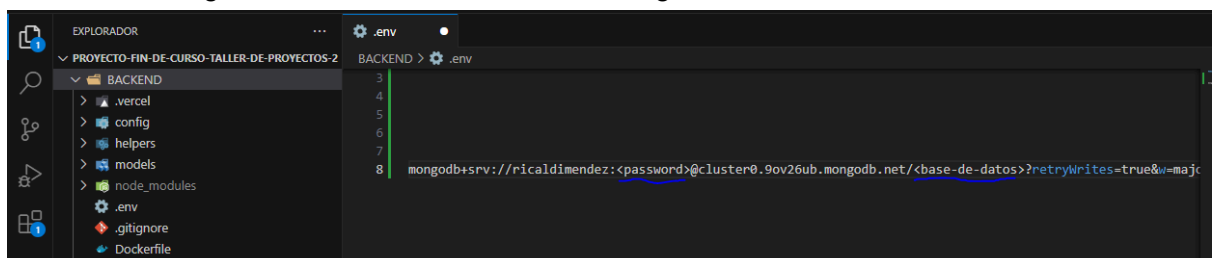 EXPLORADOR ...
.env
PROYECTO-FIN-DE-CURSO-TALLER-DE-PROYECTOS-2
BACKEND > .env
BACKEND
.vercel
config
helpers
models
node_modules
.env
.gitignore
Dockerfile
3
4
5
6
7
8 mongodb+srv://ricaldimendez:<password>@cluster0.9ov26ub.mongodb.net/<base-de-datos>?retryWrites=true&w=majo
1
1